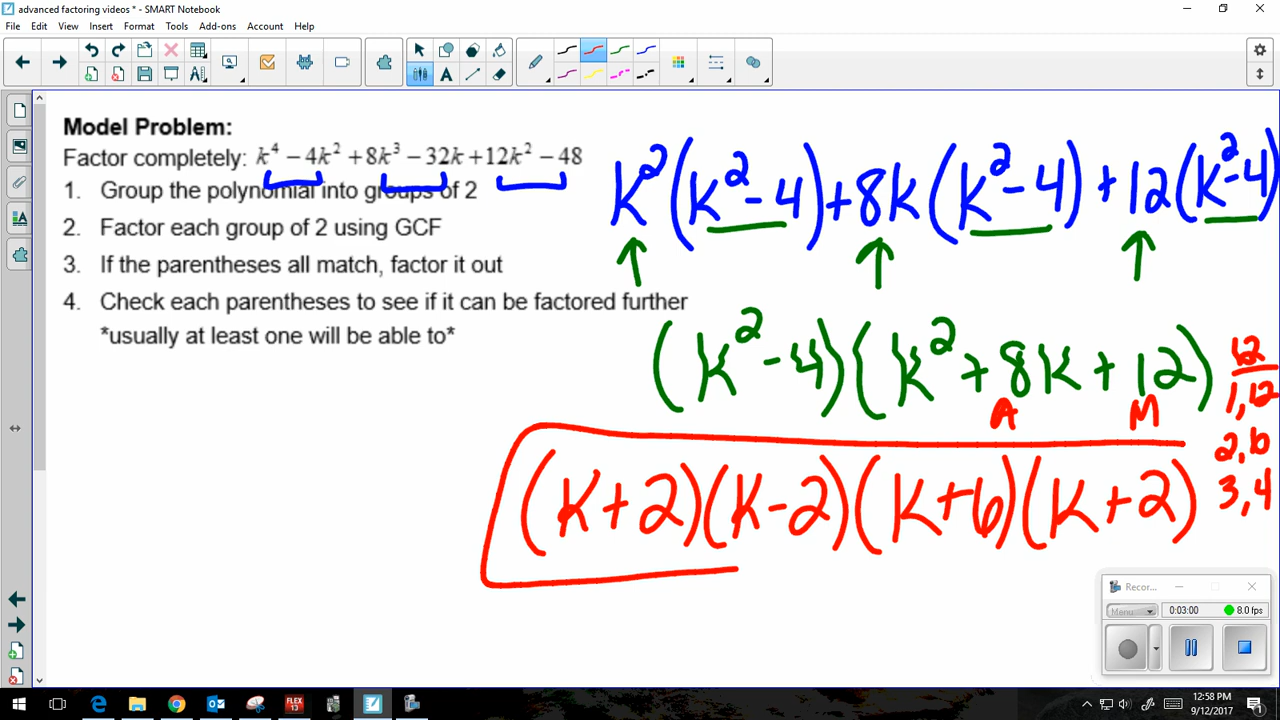 advanced factoring videos * - SMART Notebook
File Edit View Insert Format Tools Add-ons Account Help
Model Problem:
Factor completely: k⁴ − 4k² + 8k³ − 32k + 12k² − 48
1. Group the polynomial into groups of 2
2. Factor each group of 2 using GCF
3. If the parentheses all match, factor it out
4. Check each parentheses to see if it can be factored further
*usually at least one will be able to*
k²(k²-4)+8k(k²-4)+12(k²-4)
(k²-4)(k²+8k+12)
A M
12
1,12
2,6
3,4
(k+2)(k-2)(k+6)(k+2)
Recor...
Menu 0:03:00 8.0 fps
12:58 PM
9/12/2017